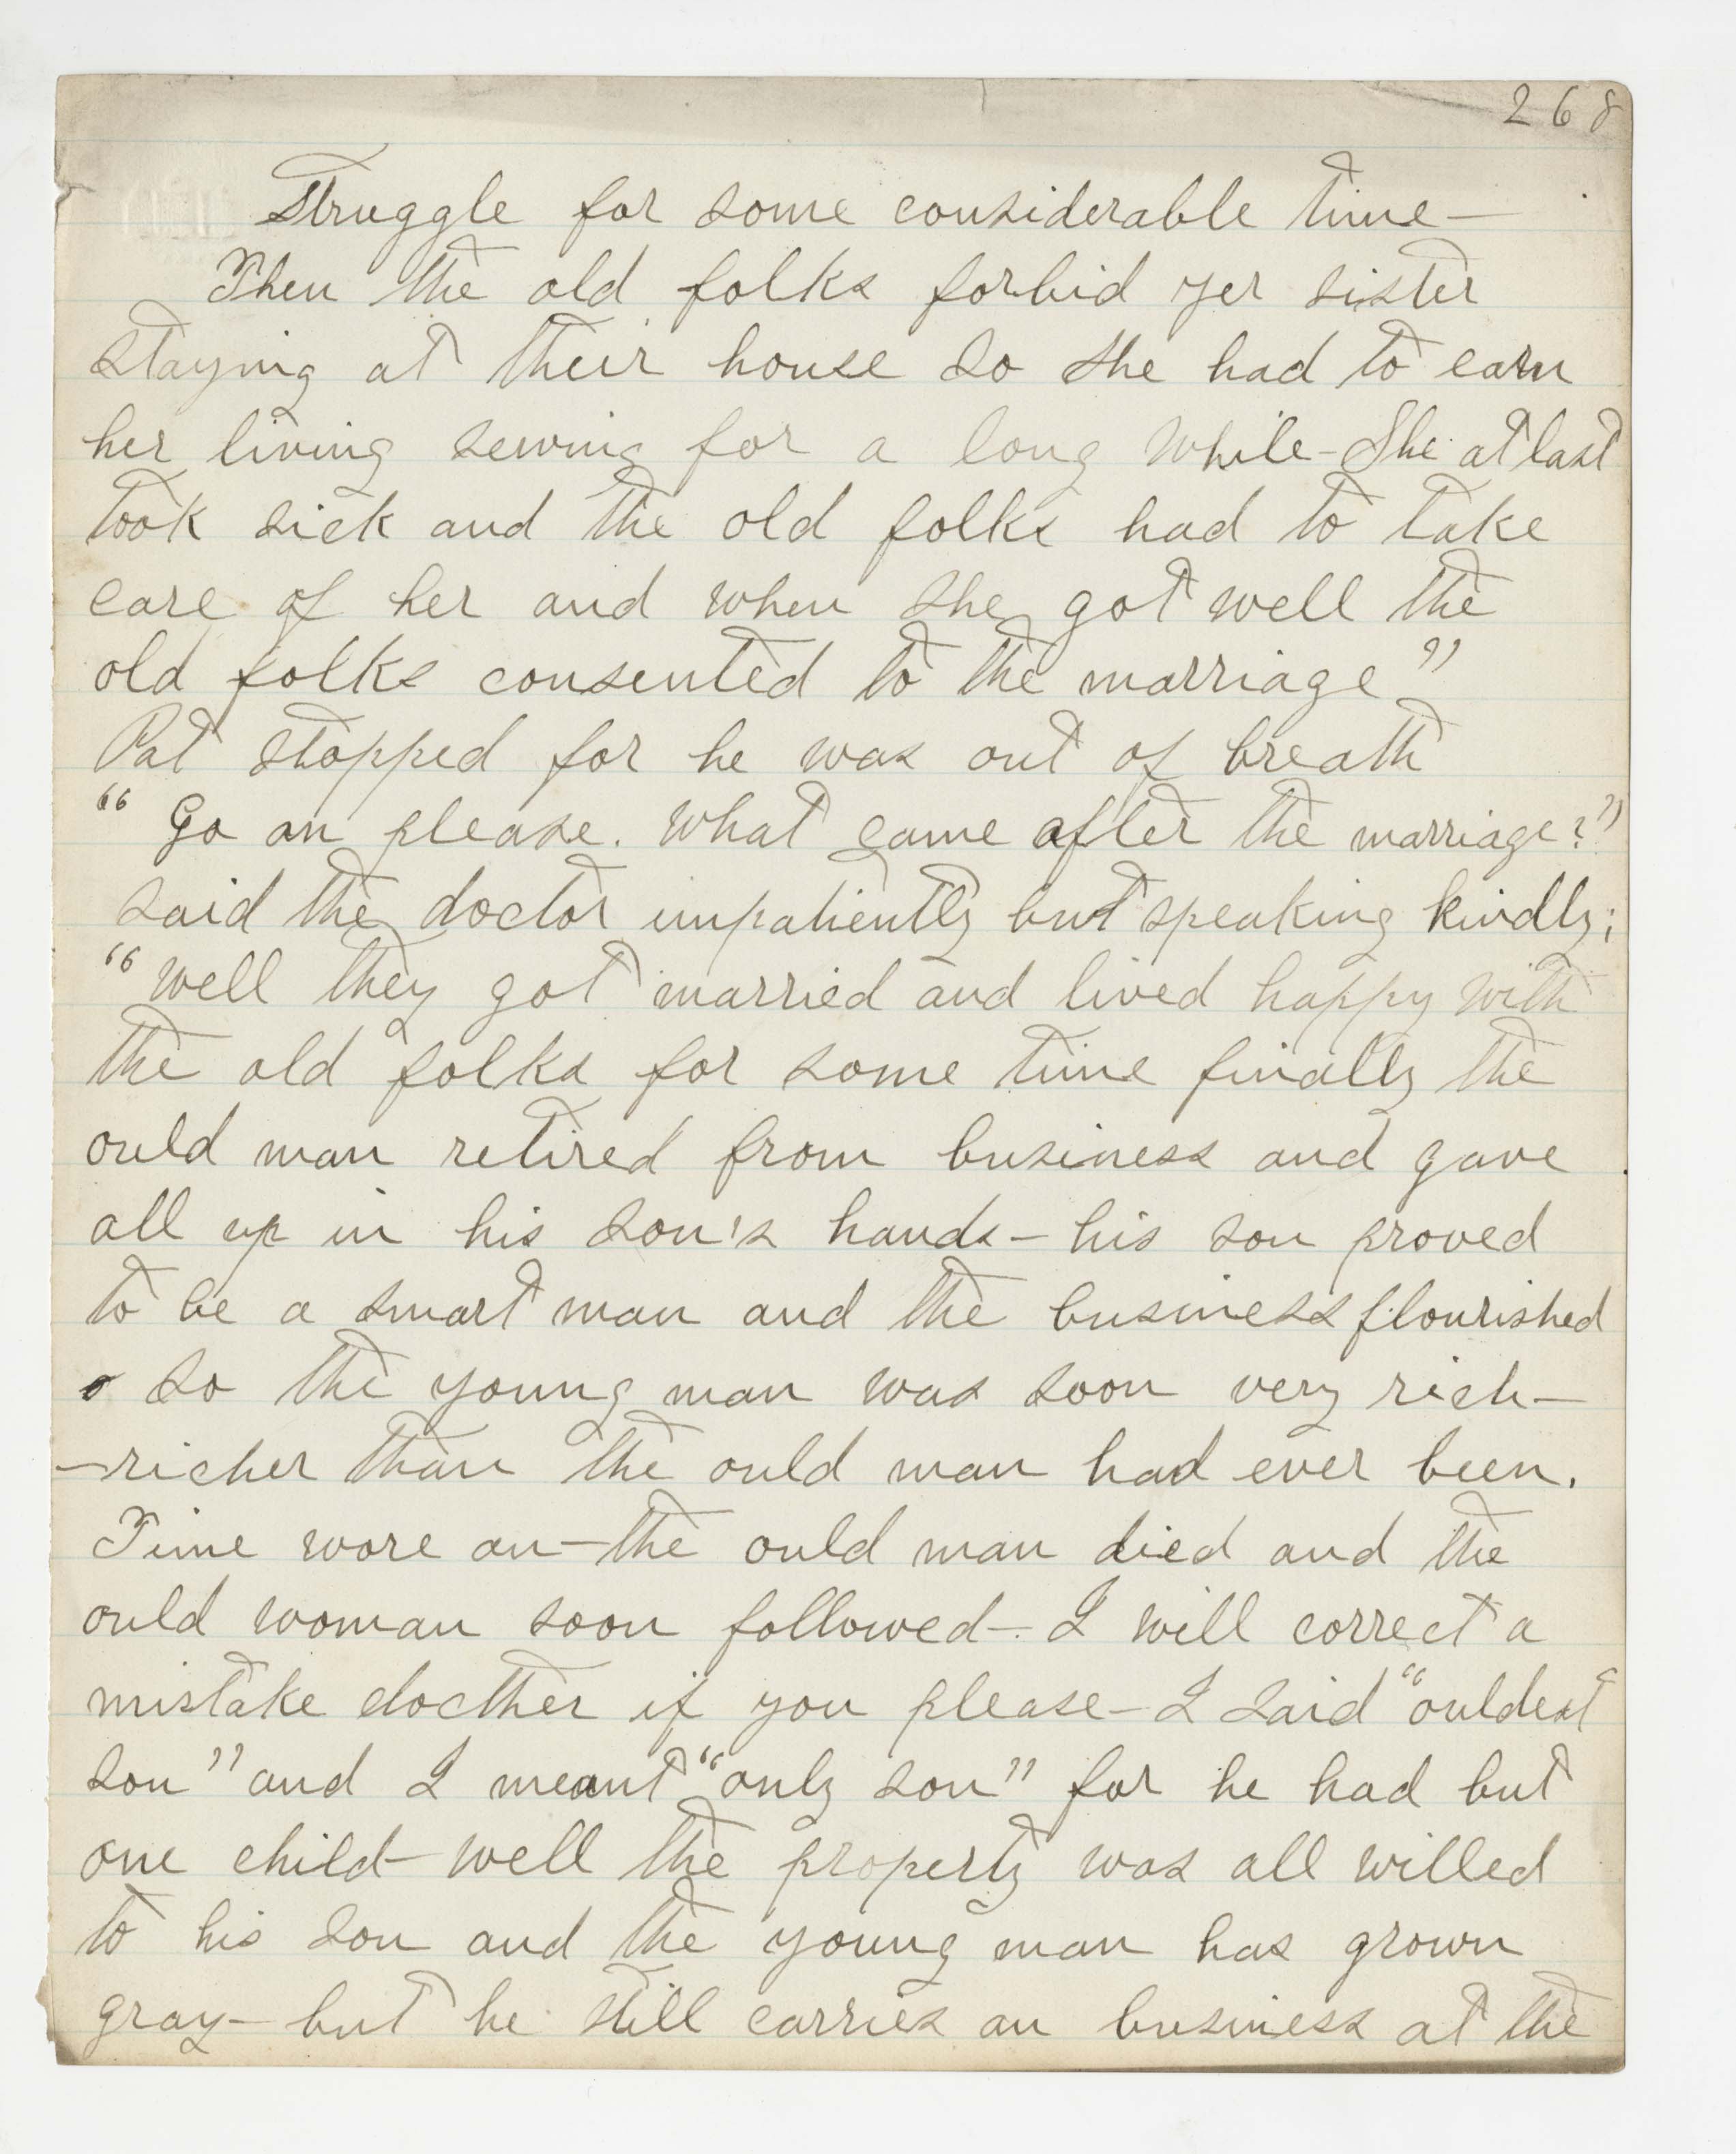 268
Struggle for some considerable time—
Then the old folks forbid yer sister
staying at their house so she had to earn
her living sewing for a long while—She at last
took sick and the old folks had to take
care of her and when she got well the
old folks consented to the marriage"
Pat stopped for he was out of breath
"Go on please. What came after the marriage?"
said the doctor impatiently but speaking kindly;
"well they got married and lived happy with
the old folks for some time finally the
ould man retired from business and gave
all up in his son's hands—his son proved
to be a smart man and the business flourished
so the young man was soon very rich—
—richer than the ould man had ever been.
Time wore on—the ould man died and the
ould woman soon followed—I will correct a
mistake docther if you please—I said "ouldest
son" and I meant "only son" for he had but
one child—well the property was all willed
to his son and the young man has grown
gray—but he still carries on business at the